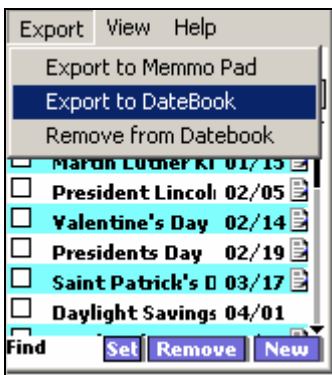 Export View Help
Export to Memmo Pad
Export to DateBook
Remove from Datebook
Martin Luther Ki 01/15
President Lincol 02/05
Valentine's Day 02/14
Presidents Day 02/19
Saint Patrick's D 03/17
Daylight Savings 04/01
Find Set Remove New